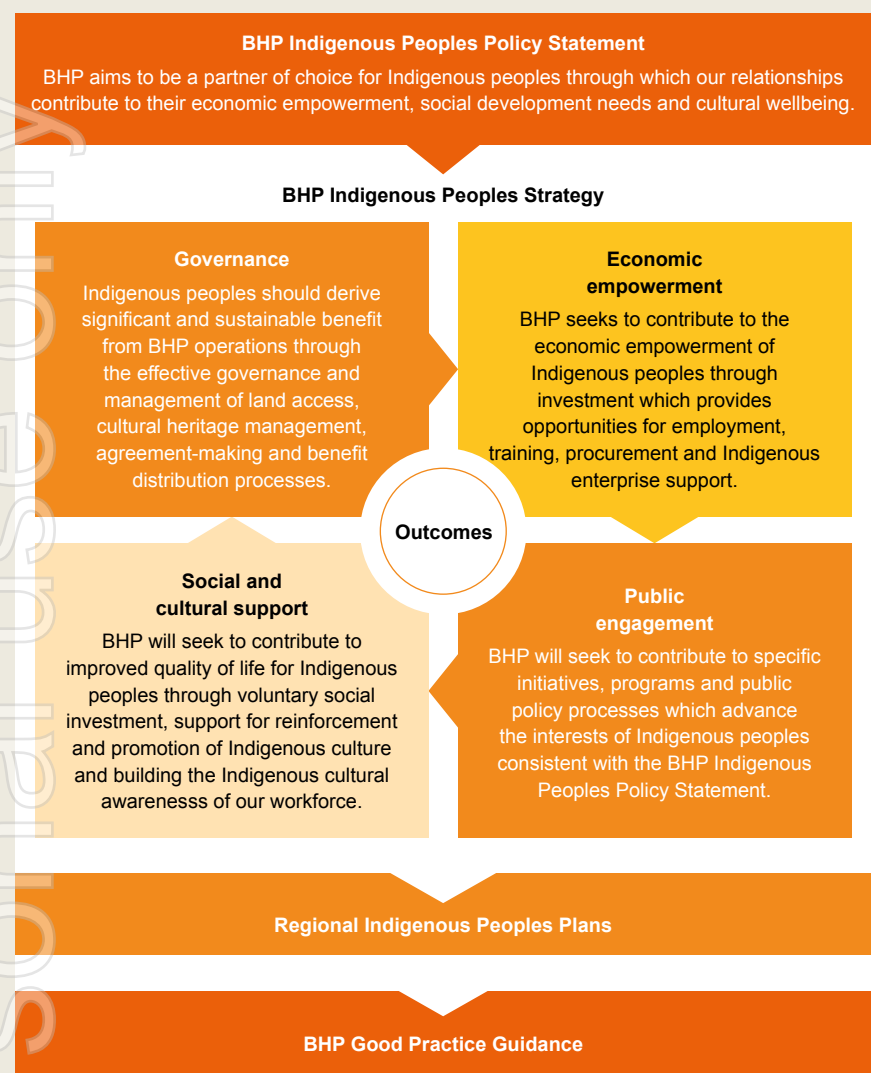 BHP Indigenous Peoples Policy Statement
BHP aims to be a partner of choice for Indigenous peoples through which our relationships
contribute to their economic empowerment, social development needs and cultural wellbeing.
BHP Indigenous Peoples Strategy
Governance
Indigenous peoples should derive
significant and sustainable benefit
from BHP operations through
the effective governance and
management of land access,
cultural heritage management,
agreement-making and benefit
distribution processes.
Economic
empowerment
BHP seeks to contribute to the
economic empowerment of
Indigenous peoples through
investment which provides
opportunities for employment,
training, procurement and Indigenous
enterprise support.
Outcomes
Social and
cultural support
BHP will seek to contribute to
improved quality of life for Indigenous
peoples through voluntary social
investment, support for reinforcement
and promotion of Indigenous culture
and building the Indigenous cultural
awarenesss of our workforce.
Public
engagement
BHP will seek to contribute to specific
initiatives, programs and public
policy processes which advance
the interests of Indigenous peoples
consistent with the BHP Indigenous
Peoples Policy Statement.
Regional Indigenous Peoples Plans
BHP Good Practice Guidance
sonal use only